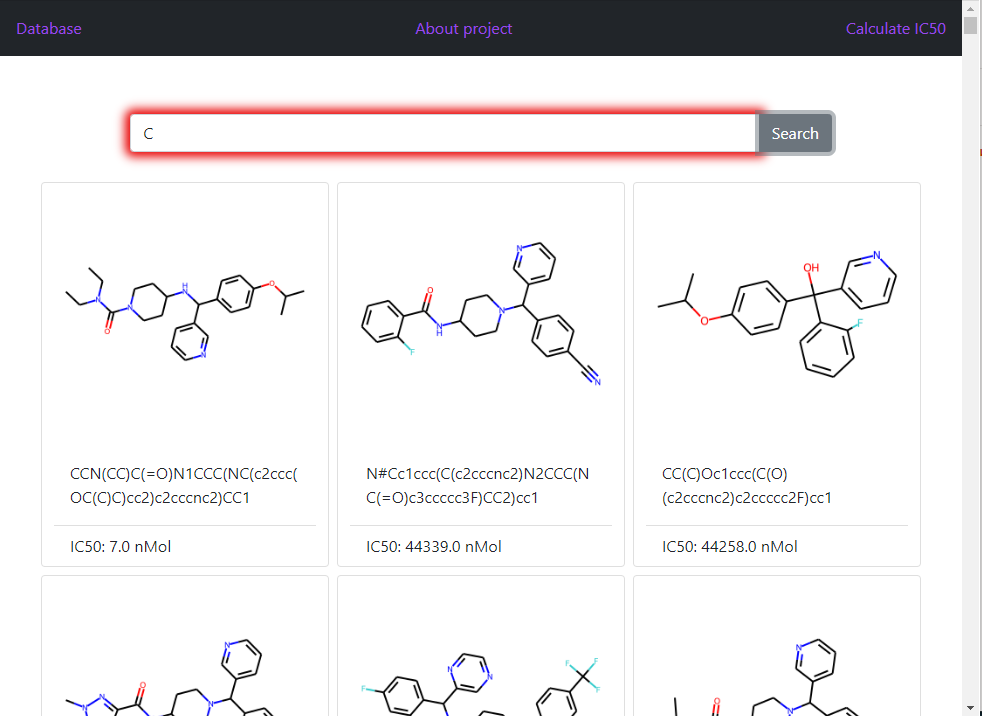 Database About project Calculate IC50
C Search
N
H
N
N
O
O
N
N
O
N
H
F
N
N
OH
N
O
F
CCN(CC)C(=O)N1CCC(NC(c2ccc(
OC(C)C)cc2)c2cccnc2)CC1
IC50: 7.0 nMol
N#Cc1ccc(C(c2cccnc2)N2CCC(N
C(=O)c3ccccc3F)CC2)cc1
IC50: 44339.0 nMol
CC(C)Oc1ccc(C(O)
(c2cccnc2)c2ccccc2F)cc1
IC50: 44258.0 nMol
N
N
N
O
N
F
N
N
F
F
F
N
O
N